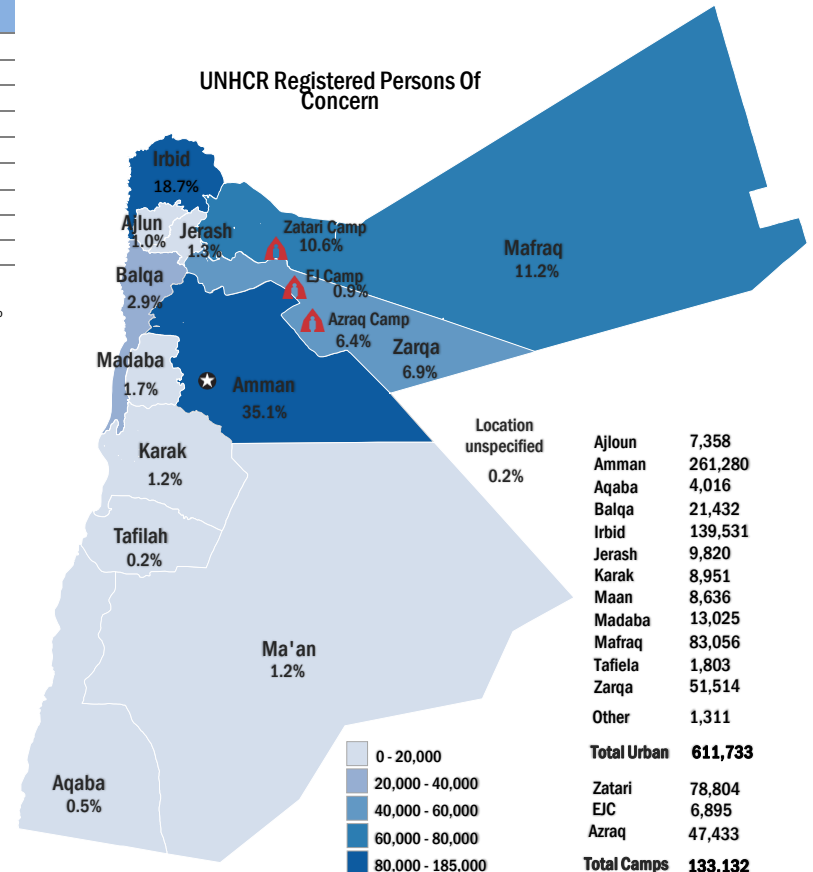 UNHCR Registered Persons Of
Concern
Irbid
18.7%
Ajlun
1.0%
Jerash
1.3%
Zatari Camp
10.6%
Mafraq
11.2%
Balqa
2.9%
EJ Camp
0.9%
Azraq Camp
6.4%
Zarqa
6.9%
Madaba
1.7%
Amman
35.1%
Karak
1.2%
Location
unspecified
0.2%
Tafilah
0.2%
Ma'an
1.2%
Aqaba
0.5%
0 - 20,000
20,000 - 40,000
40,000 - 60,000
60,000 - 80,000
80,000 - 185,000
Ajloun 7,358
Amman 261,280
Aqaba 4,016
Balqa 21,432
Irbid 139,531
Jerash 9,820
Karak 8,951
Maan 8,636
Madaba 13,025
Mafraq 83,056
Tafiela 1,803
Zarqa 51,514
Other 1,311
Total Urban 611,733
Zatari 78,804
EJC 6,895
Azraq 47,433
Total Camps 133,132